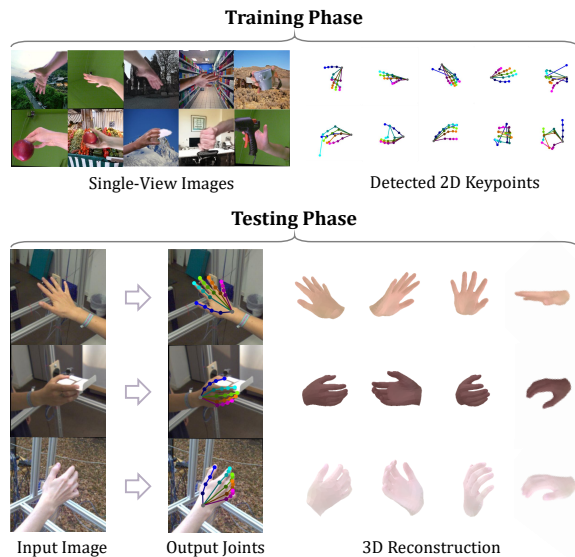 Training Phase
Single-View Images
Detected 2D Keypoints
Testing Phase
Input Image
Output Joints
3D Reconstruction